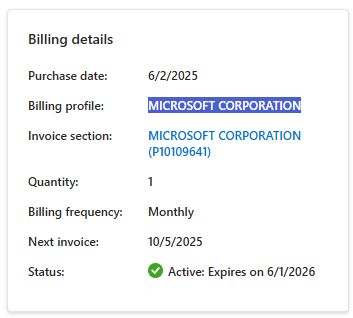 Billing details
Purchase date: 6/2/2025
Billing profile: MICROSOFT CORPORATION
Invoice section: MICROSOFT CORPORATION
(P10109641)
Quantity: 1
Billing frequency: Monthly
Next invoice: 10/5/2025
Status: Active: Expires on 6/1/2026